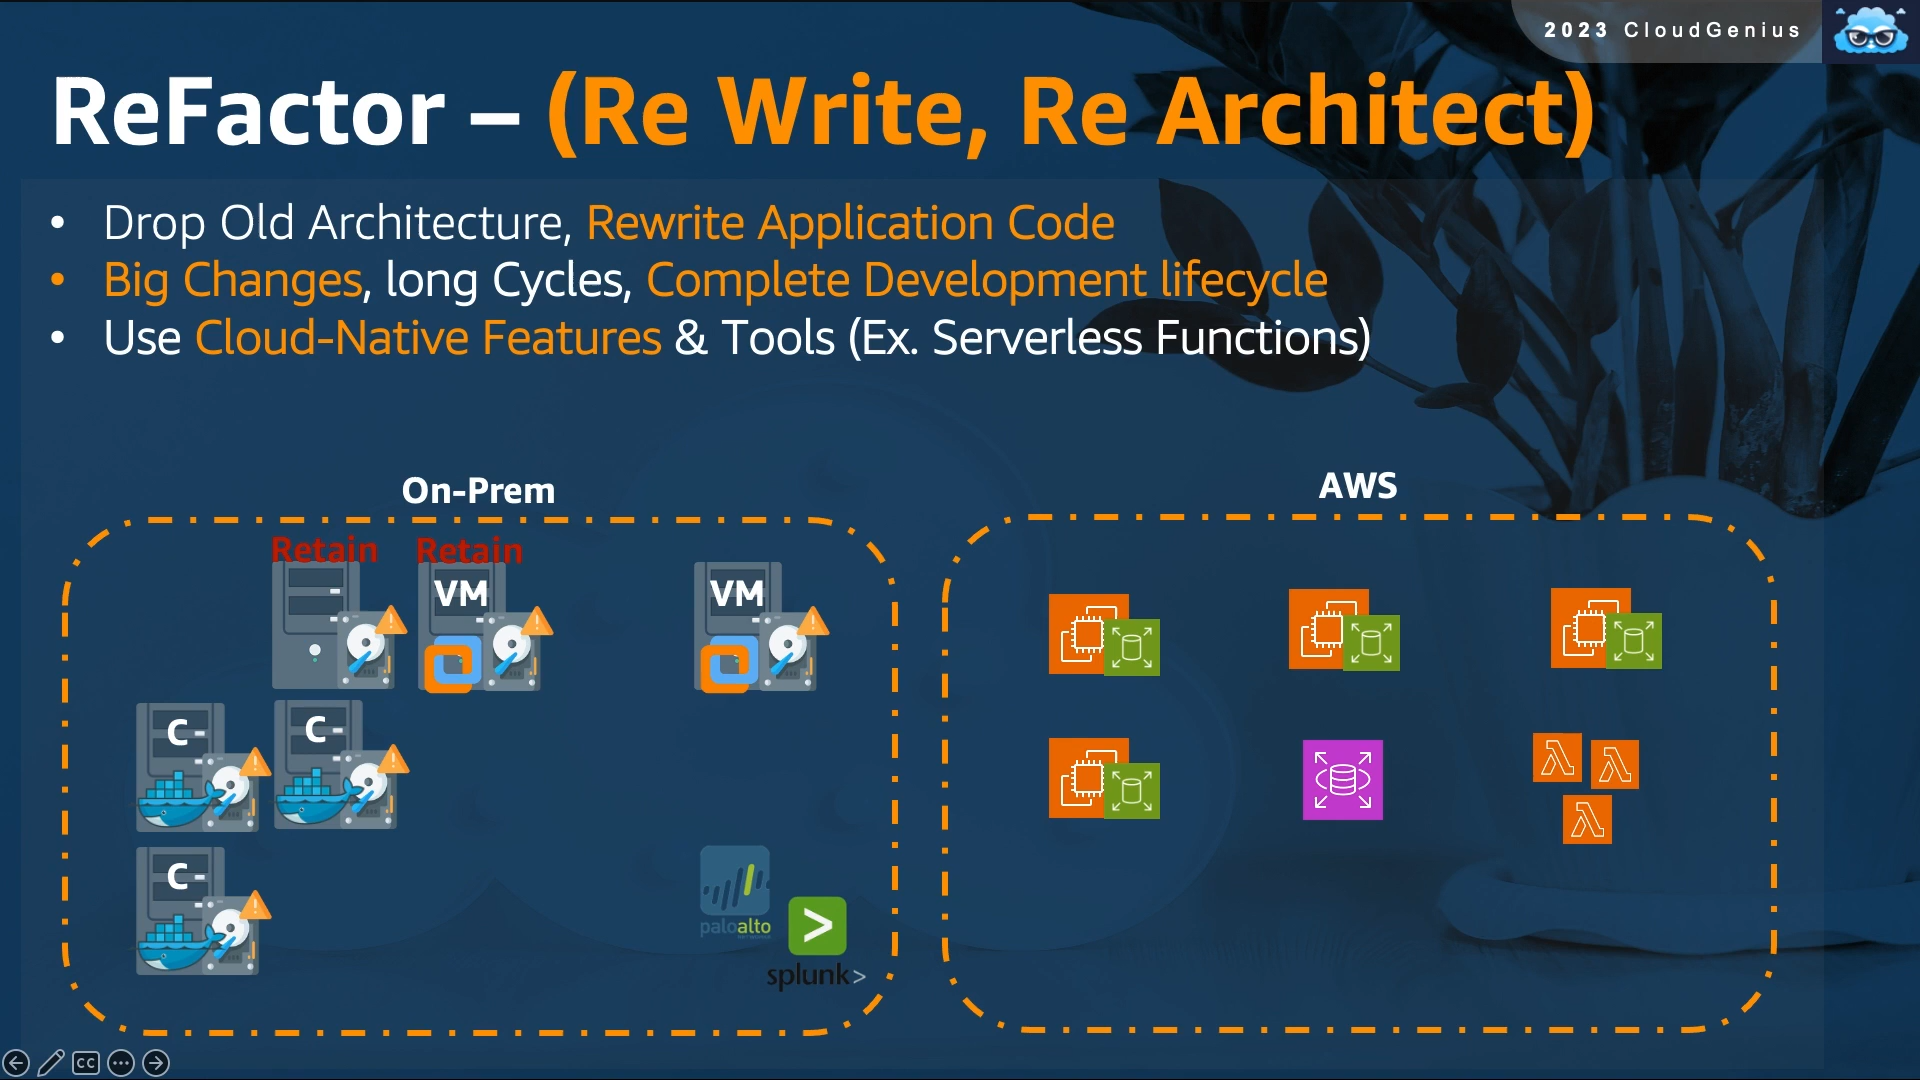 2023 CloudGenius
ReFactor – (Re Write, Re Architect)
• Drop Old Architecture, Rewrite Application Code
• Big Changes, long Cycles, Complete Development lifecycle
• Use Cloud-Native Features & Tools (Ex. Serverless Functions)
On-Prem
AWS
Retain Retain
VM VM
C C
C
paloalto
splunk>
CC